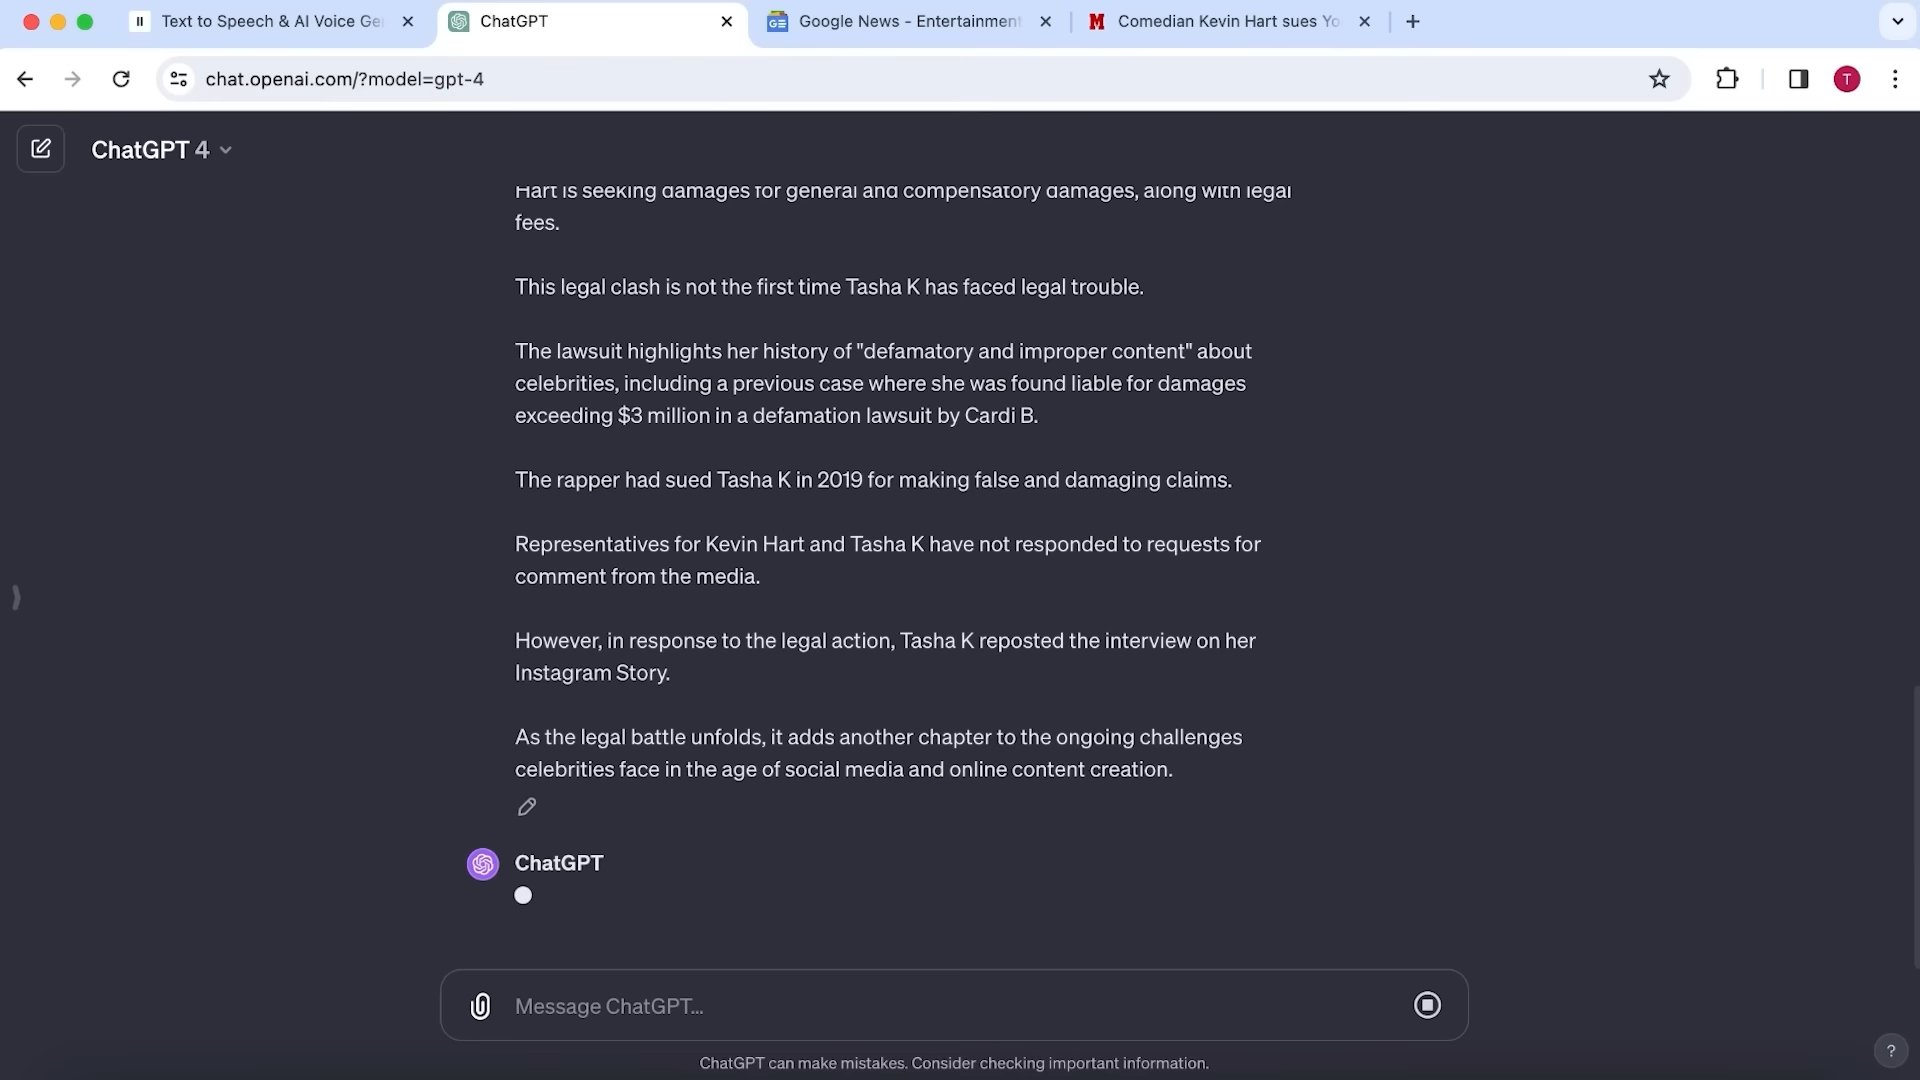 Text to Speech & AI Voice Ge
ChatGPT
Google News - Entertainment
Comedian Kevin Hart sues Yo
chat.openai.com/?model=gpt-4
T
ChatGPT 4
Hart is seeking damages for general and compensatory damages, along with legal
fees.
This legal clash is not the first time Tasha K has faced legal trouble.
The lawsuit highlights her history of "defamatory and improper content" about
celebrities, including a previous case where she was found liable for damages
exceeding $3 million in a defamation lawsuit by Cardi B.
The rapper had sued Tasha K in 2019 for making false and damaging claims.
Representatives for Kevin Hart and Tasha K have not responded to requests for
comment from the media.
However, in response to the legal action, Tasha K reposted the interview on her
Instagram Story.
As the legal battle unfolds, it adds another chapter to the ongoing challenges
celebrities face in the age of social media and online content creation.
ChatGPT
Message ChatGPT...
ChatGPT can make mistakes. Consider checking important information.
?